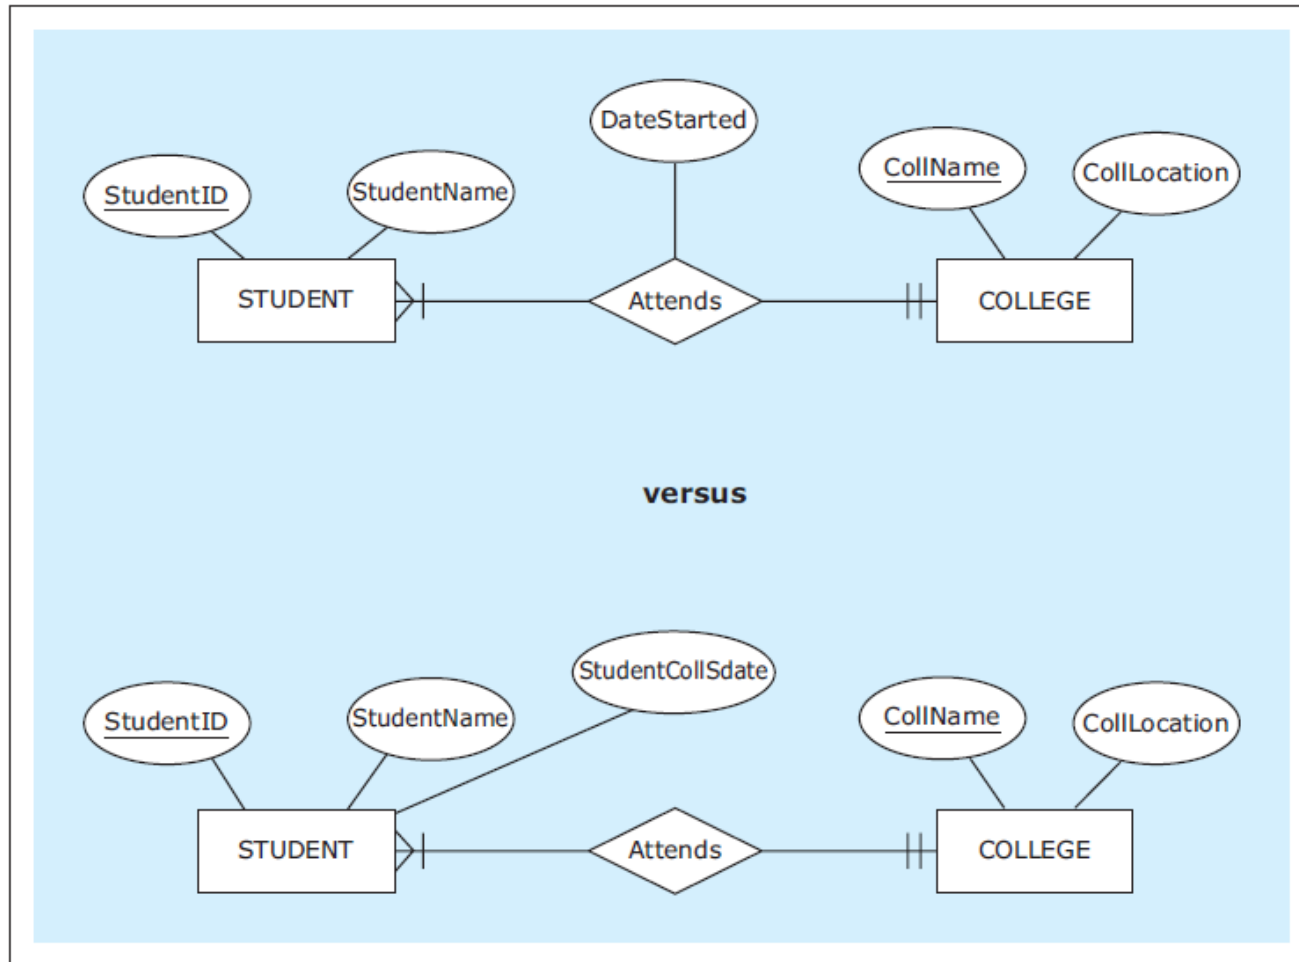 DateStarted
StudentID
StudentName
CollName
CollLocation
STUDENT
Attends
COLLEGE
versus
StudentCollSdate
StudentID
StudentName
CollName
CollLocation
STUDENT
Attends
COLLEGE